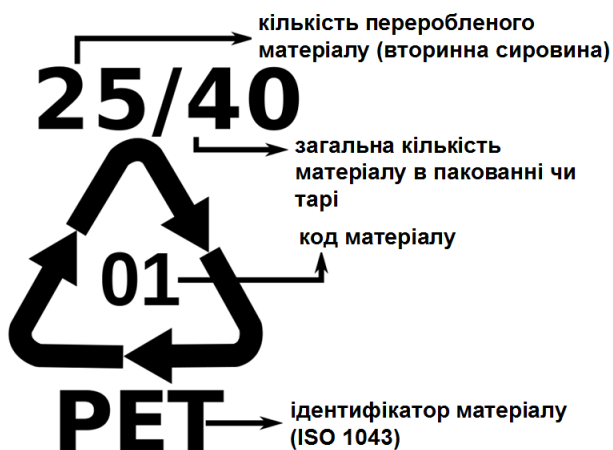 кількість переробленого
матеріалу (вторинна сировина)
25/40
загальна кількість
матеріалу в пакованні чи
тарі
код матеріалу
01
PET
ідентифікатор матеріалу
(ISO 1043)